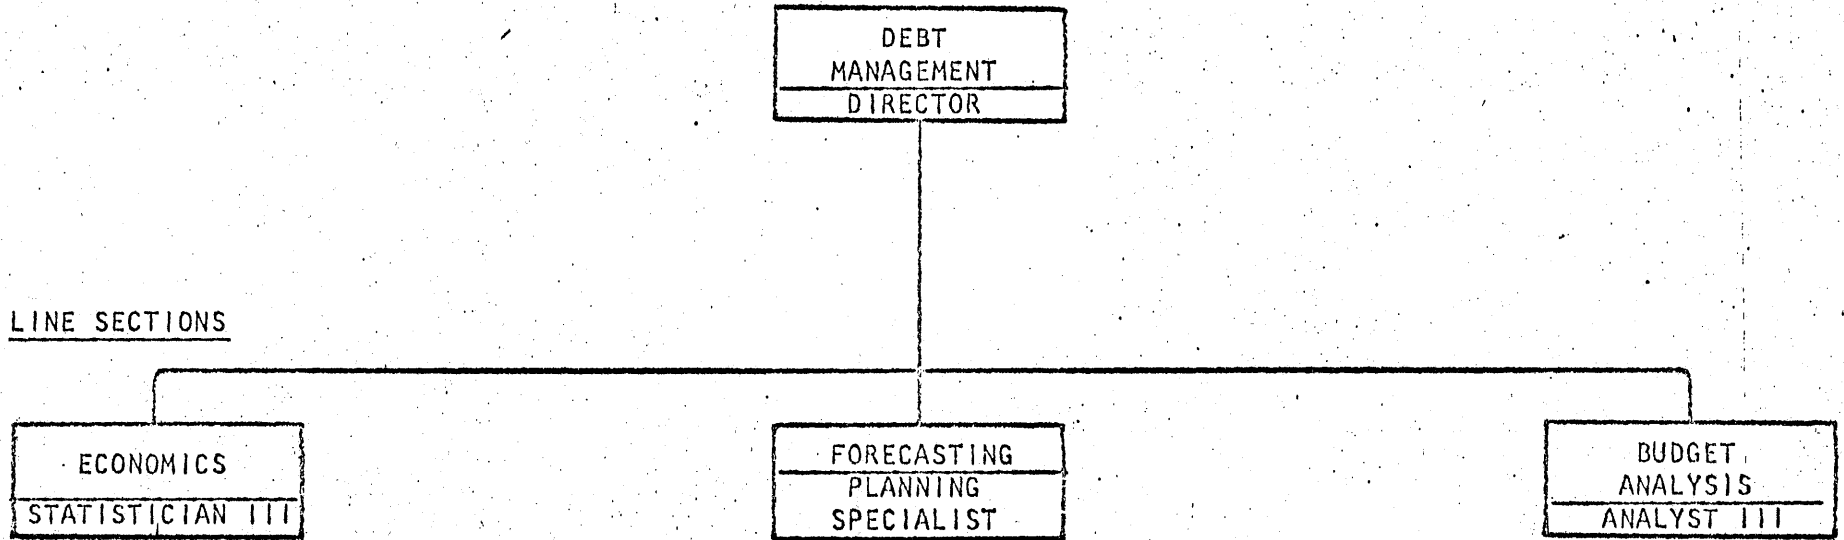 DEBT
MANAGEMENT
DIRECTOR
LINE SECTIONS
ECONOMICS
STATISTICIAN III
FORECASTING
PLANNING
SPECIALIST
BUDGET
ANALYSIS
ANALYST III